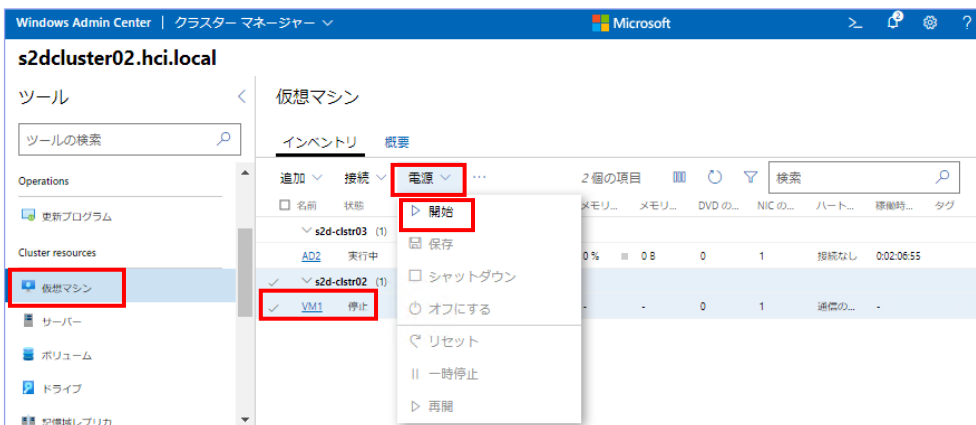 Windows Admin Center | クラスター マネージャー
Microsoft
2
?
s2dcluster02.hci.local
ツール
ツールの検索
Operations
更新プログラム
Cluster resources
仮想マシン
サーバー
ボリューム
ドライブ
記憶域レプリカ
仮想マシン
インベントリ 概要
追加 接続 電源 ... 2 個の項目 検索
名前 状態 メモリ... メモリ... DVD の... NIC の... ハート... 稼働時... タグ
s2d-clstr03 (1)
AD2 実行中 0 % 0 B 0 1 接続なし 0:02:06:55
s2d-clstr02 (1)
VM1 停止 - - 0 1 通信の... -
開始
保存
シャットダウン
オフにする
リセット
一時停止
再開